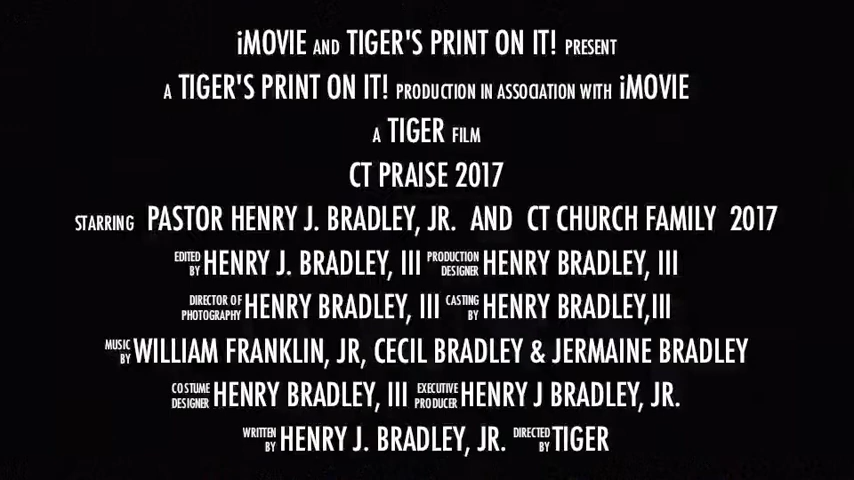 iMOVIE AND TIGER'S PRINT ON IT! PRESENT
A TIGER'S PRINT ON IT! PRODUCTION IN ASSOCIATION WITH iMOVIE
A TIGER FILM
CT PRAISE 2017
STARRING PASTOR HENRY J. BRADLEY, JR. AND CT CHURCH FAMILY 2017
EDITED BY HENRY J. BRADLEY, III PRODUCTION DESIGNER HENRY BRADLEY, III
DIRECTOR OF PHOTOGRAPHY HENRY BRADLEY, III CASTING BY HENRY BRADLEY,III
MUSIC BY WILLIAM FRANKLIN, JR, CECIL BRADLEY & JERMAINE BRADLEY
COSTUME DESIGNER HENRY BRADLEY, III EXECUTIVE PRODUCER HENRY J BRADLEY, JR.
WRITTEN BY HENRY J. BRADLEY, JR. DIRECTED BY TIGER